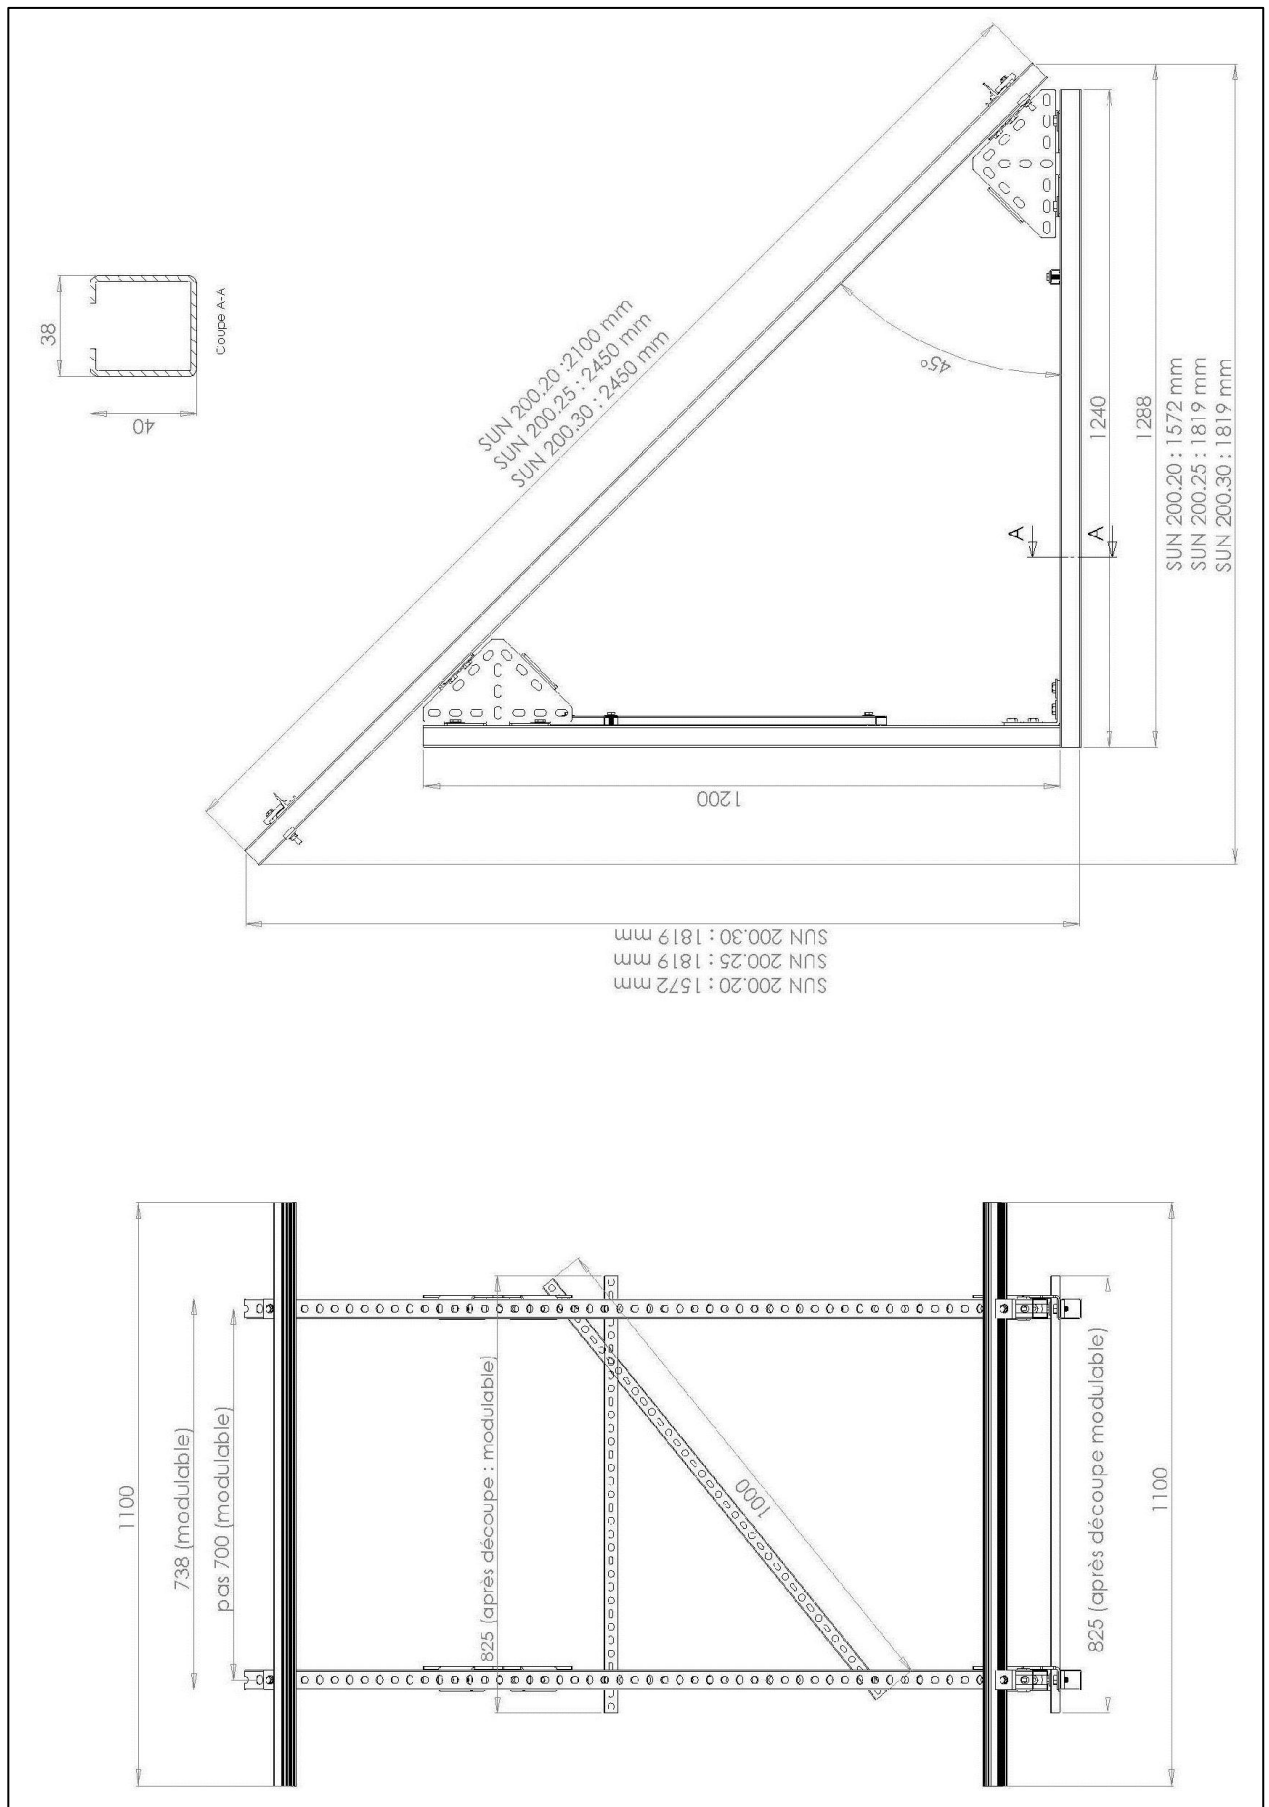 38
Coupe A-A
40
SUN 200.20 :2100 mm
SUN 200.25 : 2450 mm
SUN 200.30 : 2450 mm
45°
1240
1288
SUN 200.20 : 1572 mm
SUN 200.25 : 1819 mm
SUN 200.30 : 1819 mm
A
A
1200
SUN 200.20 : 1572 mm
SUN 200.25 : 1819 mm
SUN 200.30 : 1819 mm
1100
738 (modulable)
pas 700 (modulable)
825 (après découpe : modulable)
1000
825 (après découpe modulable)
1100